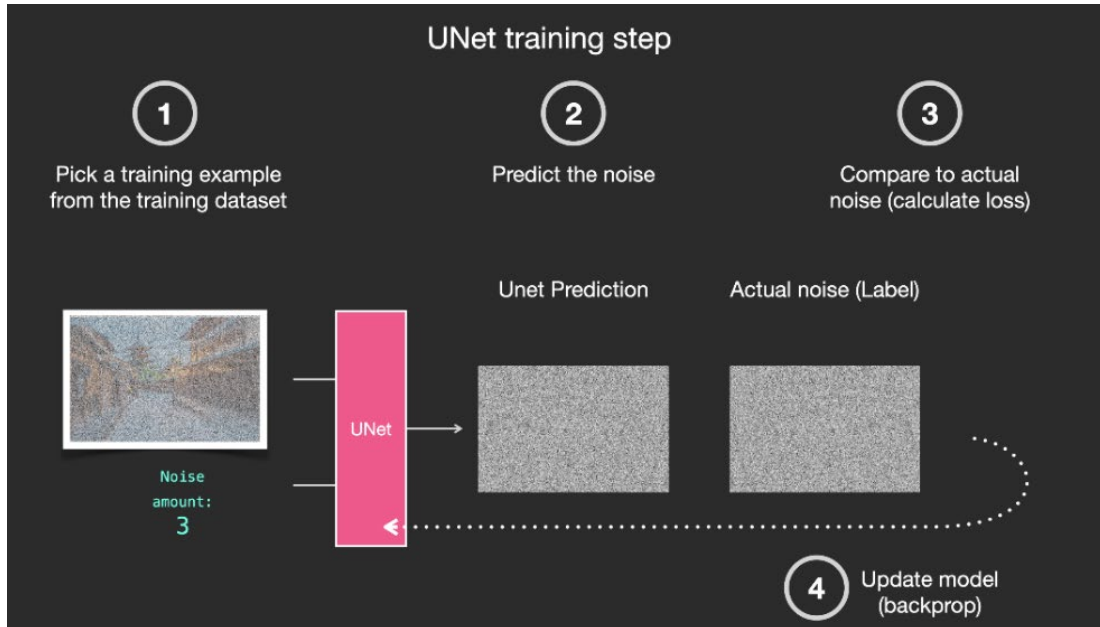 UNet training step
1
Pick a training example
from the training dataset
2
Predict the noise
3
Compare to actual
noise (calculate loss)
Unet Prediction
Actual noise (Label)
UNet
Noise
amount:
3
4
Update model
(backprop)